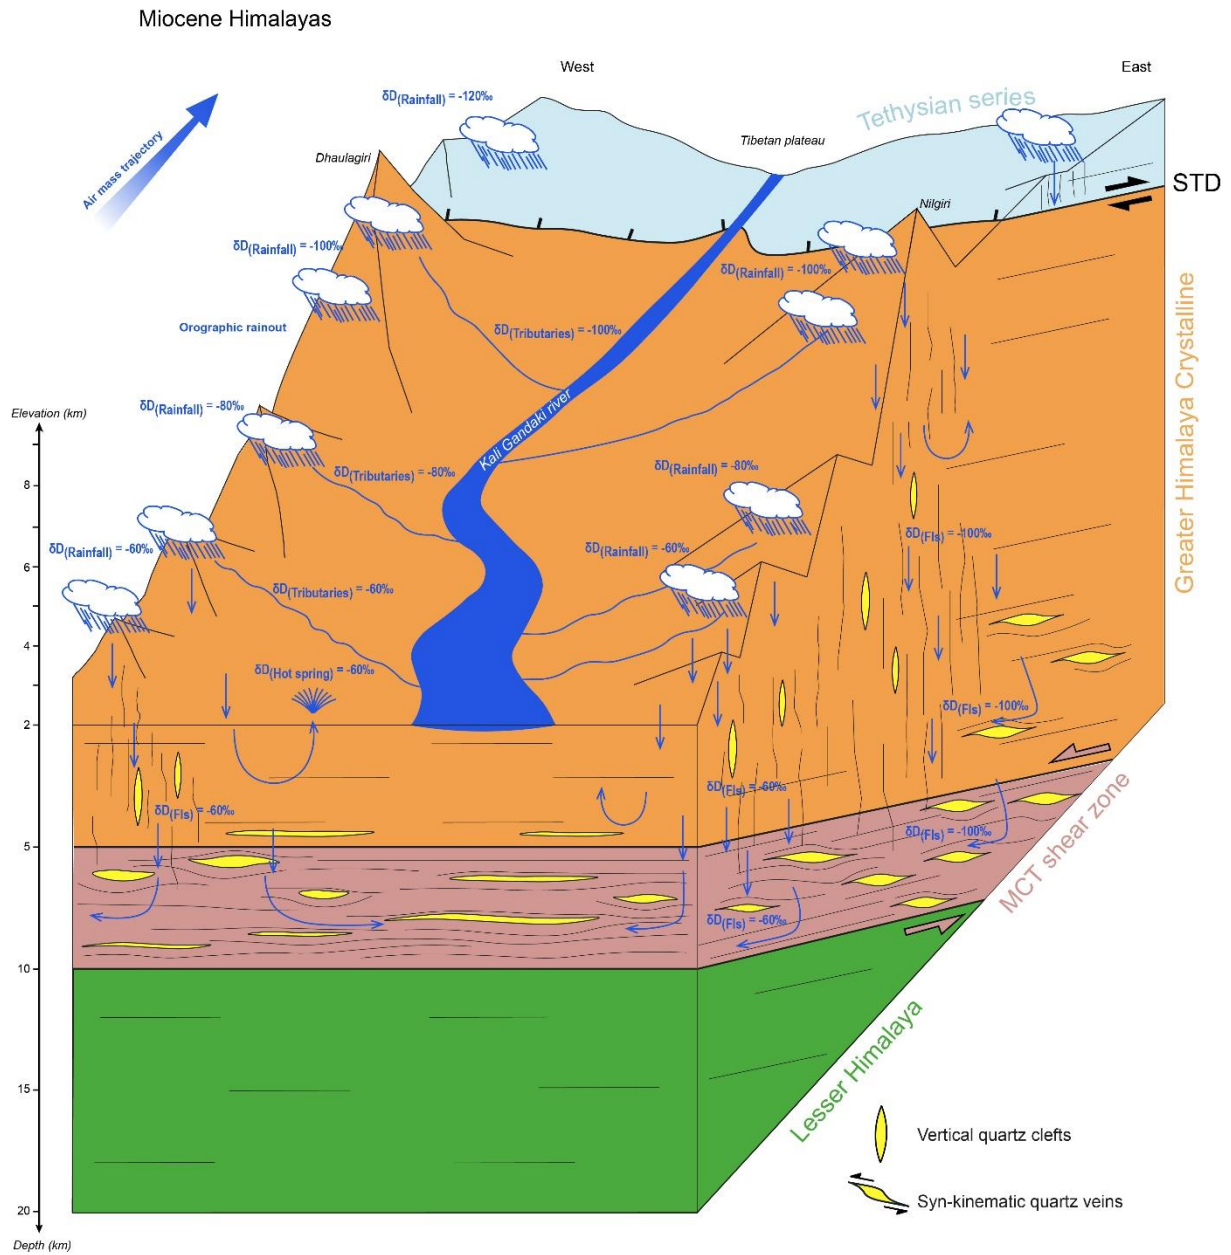 Miocene Himalayas
West
East
δD(Rainfall) = -120‰
Tethysian series
Air mass trajectory
Dhaulagiri
Tibetan plateau
STD
Nilgiri
δD(Rainfall) = -100‰
δD(Rainfall) = -100‰
Orographic rainout
δD(Tributaries) = -100‰
Greater Himalaya Crystalline
Elevation (km)
δD(Rainfall) = -80‰
Kali Gandaki river
δD(Tributaries) = -80‰
δD(Rainfall) = -80‰
8
δD(FIs) = -100‰
δD(Rainfall) = -60‰
δD(Rainfall) = -60‰
6
δD(Tributaries) = -60‰
4
δD(Hot spring) = -60‰
δD(FIs) = -100‰
2
δD(FIs) = -60‰
δD(FIs) = -60‰
δD(FIs) = -100‰
5
MCT shear zone
δD(FIs) = -60‰
10
Lesser Himalaya
15
Vertical quartz clefts
Syn-kinematic quartz veins
20
Depth (km)